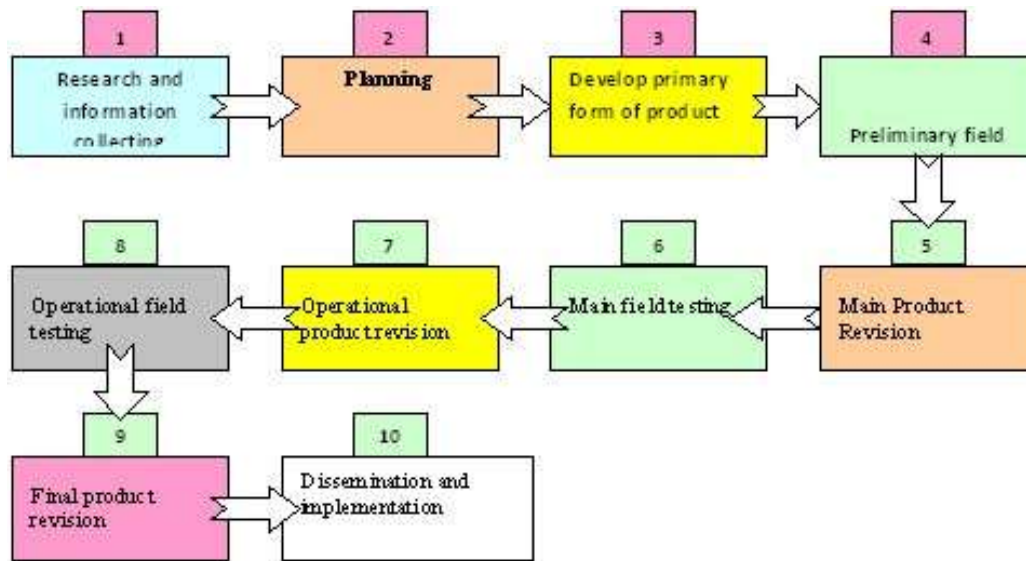 1
Research and
information
collecting
2
Planning
3
Develop primary
form of product
4
Preliminary field
5
Main Product
Revision
6
Main field testing
7
Operational
product revision
8
Operational field
testing
9
Final product
revision
10
Dissemination and
implementation